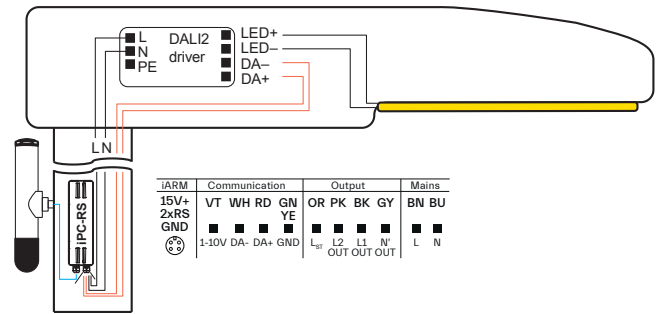 L
N
PE
DALI2
driver
LED+
LED–
DA–
DA+
L N
iPC-RS
iARM Communication Output Mains
15V+
2xRS
GND
VT WH RD GN
YE
OR PK BK GY
BN BU
1-10V DA- DA+ GND
LST L2
OUT
L1
OUT
N'
OUT
L N